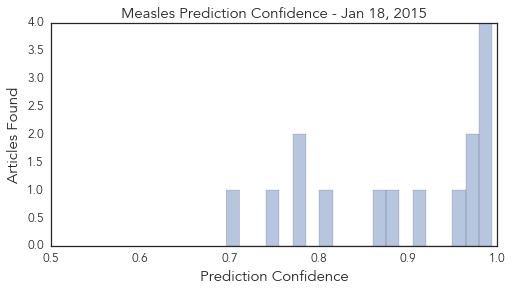 Measles Prediction Confidence - Jan 18, 2015
Articles Found
4.0
3.5
3.0
2.5
2.0
1.5
1.0
0.5
0.0
0.5 0.6 0.7 0.8 0.9 1.0
Prediction Confidence